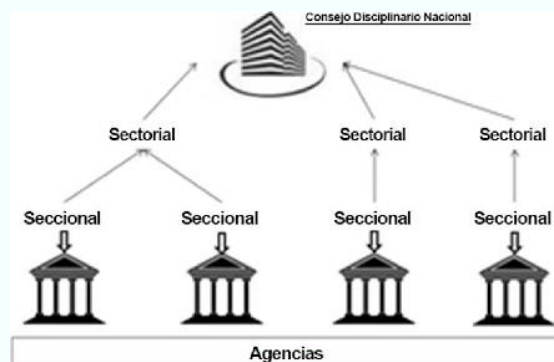 Consejo Disciplinario Nacional
Sectorial Sectorial Sectorial
Seccional Seccional Seccional Seccional
Agencias